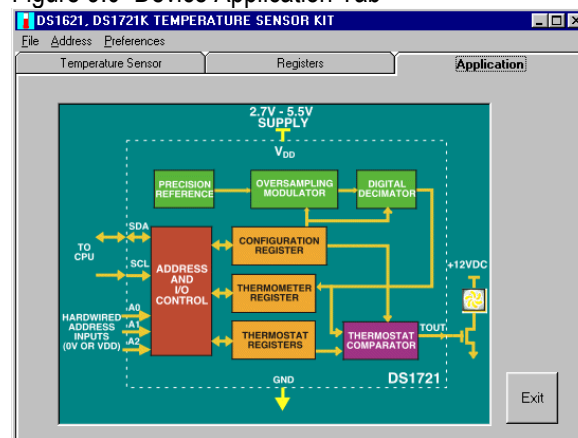 Figure 5.0 Device Application Tab
DS1621, DS1721K TEMPERATURE SENSOR KIT
File Address Preferences
Temperature Sensor Registers Application
2.7V - 5.5V
SUPPLY
VDD
PRECISION
REFERENCE
OVERSAMPLING
MODULATOR
DIGITAL
DECIMATOR
SDA
TO
CPU
SCL
ADDRESS
AND
I/O
CONTROL
CONFIGURATION
REGISTER
+12VDC
THERMOMETER
REGISTER
HARDWIRED
ADDRESS
INPUTS
(0V OR VDD)
A0
A1
A2
THERMOSTAT
REGISTERS
THERMOSTAT
COMPARATOR
TOUT
GND
DS1721
Exit